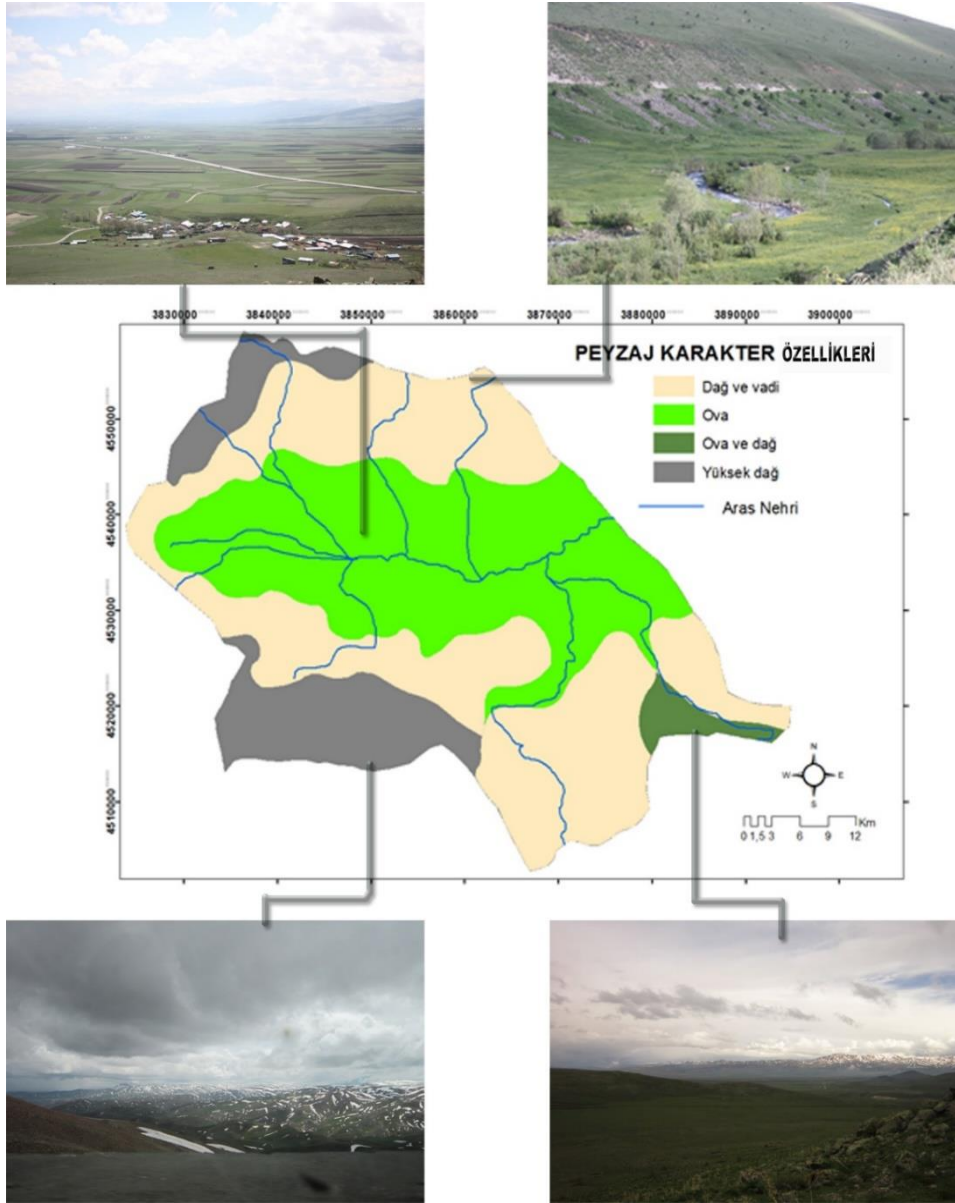 3830000 3840000 3850000 3860000 3870000 3880000 3890000 3900000
PEYZAJ KARAKTER ÖZELLİKLERİ
Dağ ve vadi
Ova
Ova ve dağ
Yüksek dağ
Aras Nehri
4550000
4540000
4530000
4520000
4510000
N
W E
S
Km
0 1,5 3 6 9 12